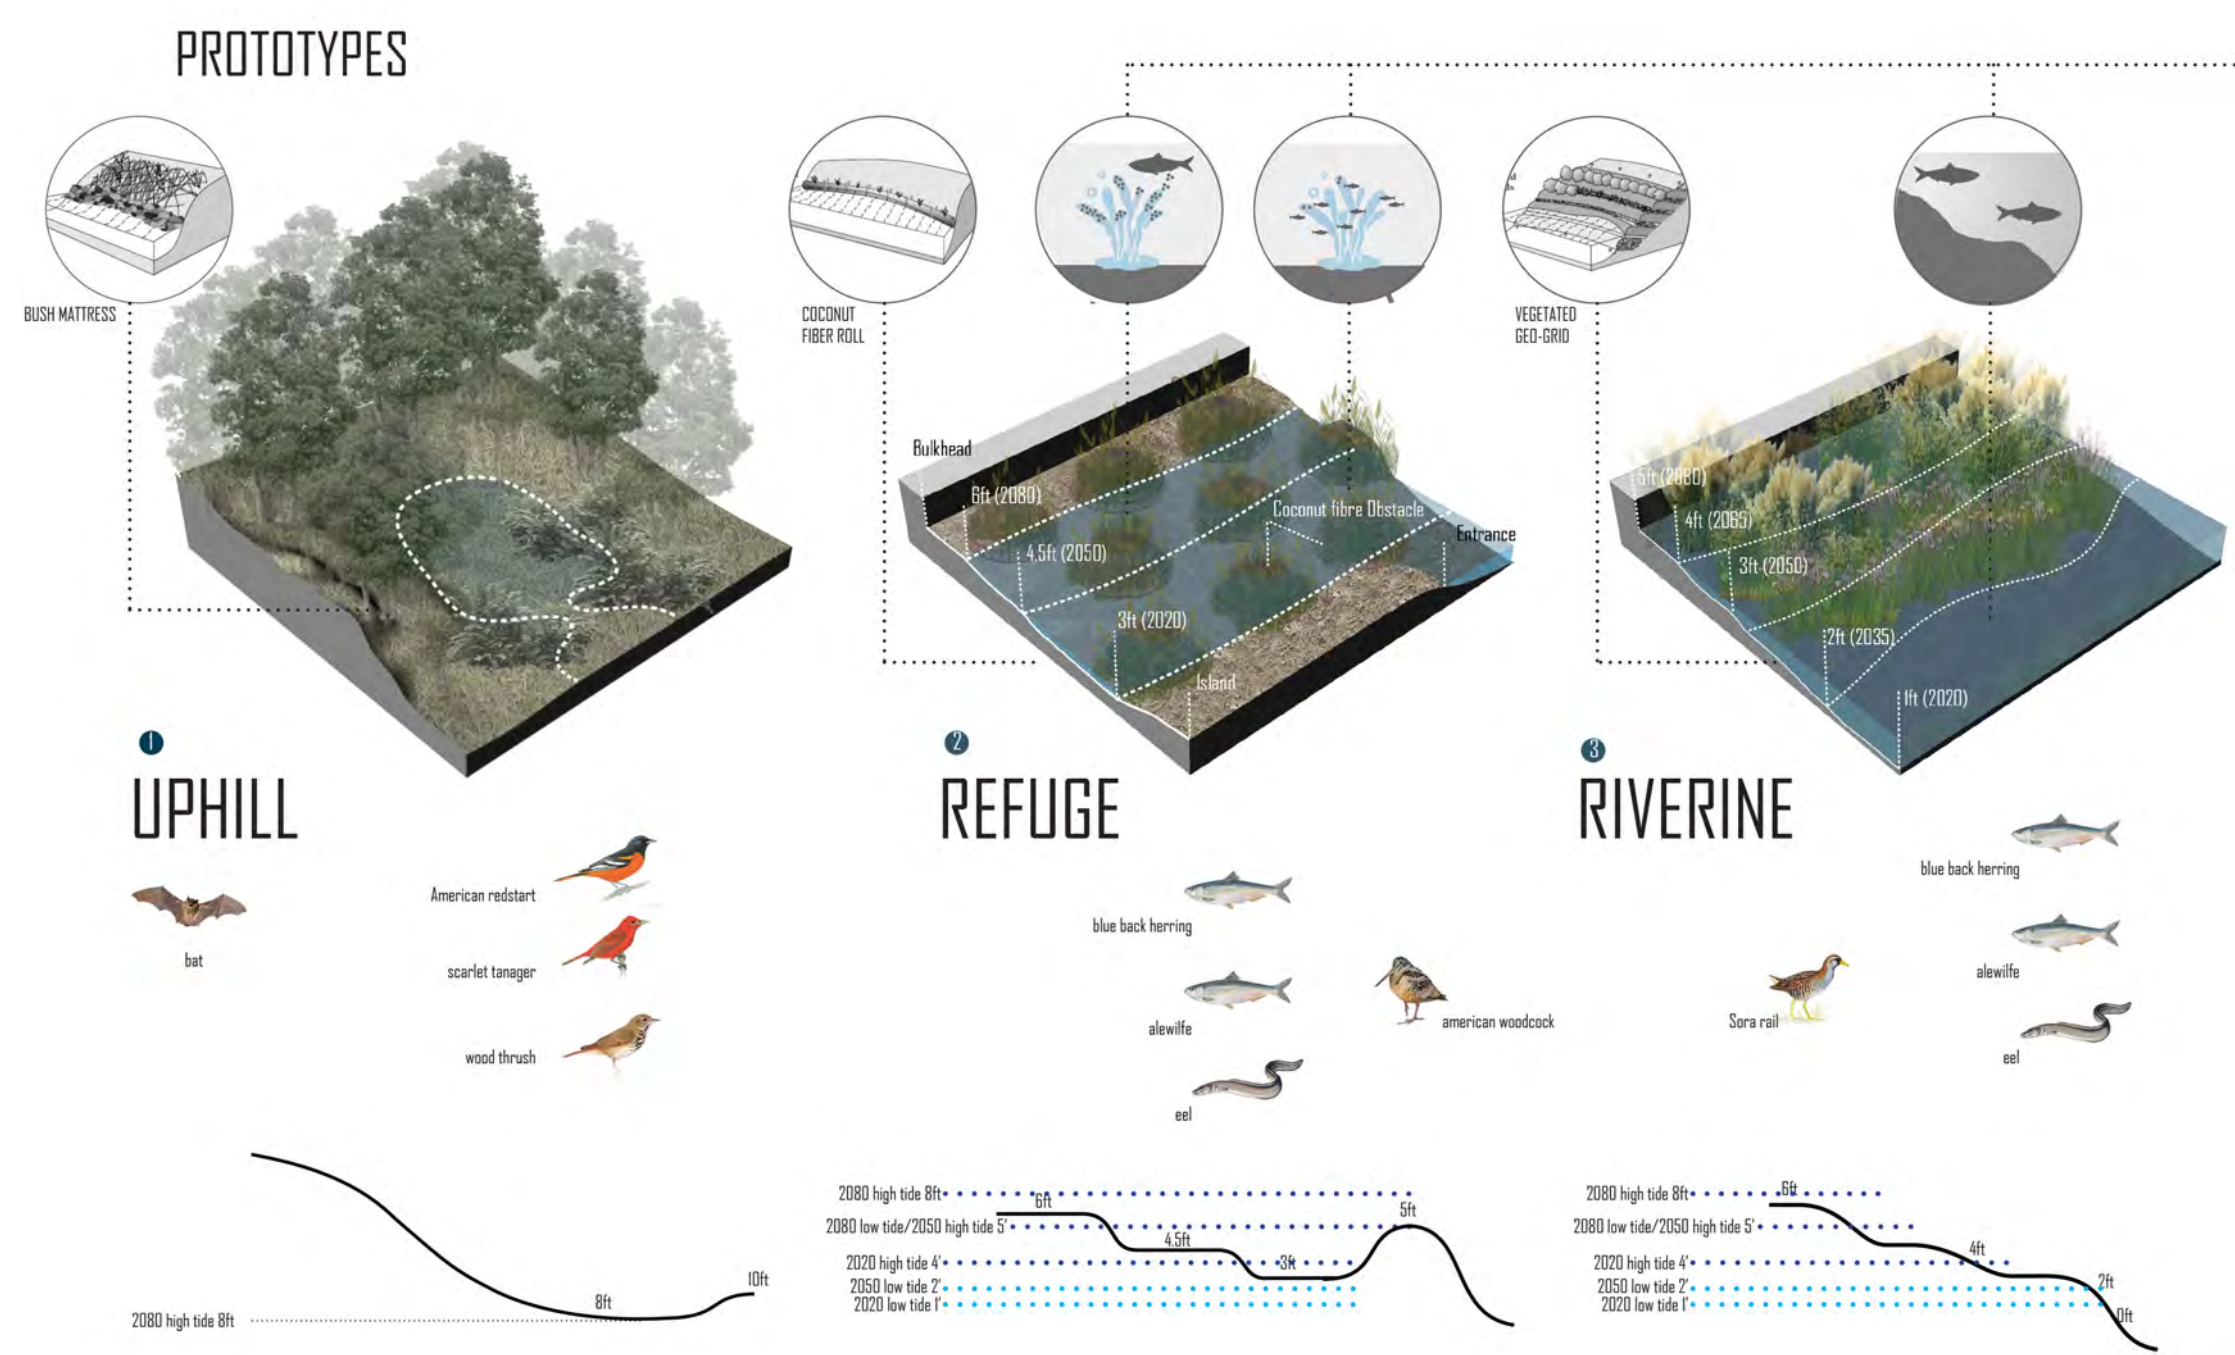 PROTOTYPES
BUSH MATTRESS
COCONUT
FIBER ROLL
VEGETATED
GEO-GRID
Bulkhead
6ft (2080)
4.5ft (2050)
3ft (2020)
Coconut fibre Obstacle
Entrance
Island
5ft (2080)
4ft (2065)
3ft (2050)
2ft (2035)
1ft (2020)
1
UPHILL
2
REFUGE
3
RIVERINE
bat
American redstart
scarlet tanager
wood thrush
blue back herring
alewilfe
eel
american woodcock
Sora rail
blue back herring
alewilfe
eel
2080 high tide 8ft
8ft
10ft
2080 high tide 8ft
2080 low tide/2050 high tide 5'
2020 high tide 4'
2050 low tide 2'
2020 low tide 1'
6ft
4.5ft
3ft
5ft
2080 high tide 8ft
2080 low tide/2050 high tide 5'
2020 high tide 4'
2050 low tide 2'
2020 low tide 1'
6ft
4ft
2ft
0ft